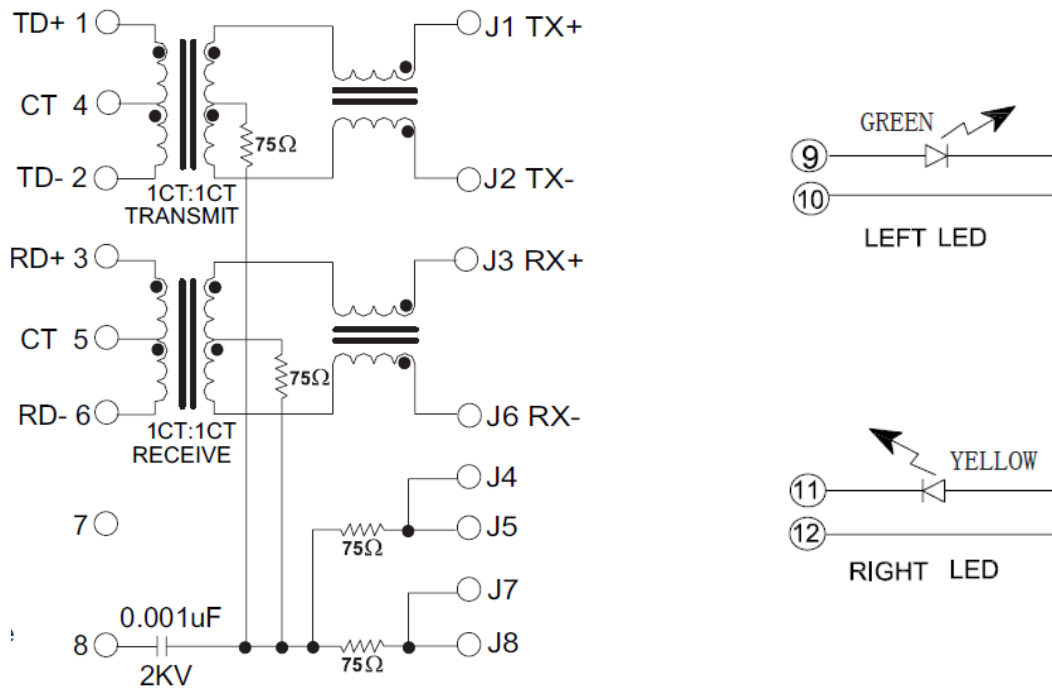 TD+ 1
J1 TX+
CT 4
75Ω
TD- 2
J2 TX-
1CT:1CT
TRANSMIT
RD+ 3
J3 RX+
CT 5
75Ω
RD- 6
J6 RX-
1CT:1CT
RECEIVE
J4
7
J5
75Ω
J7
0.001uF
8
J8
2KV
75Ω
GREEN
9
10
LEFT LED
YELLOW
11
12
RIGHT LED